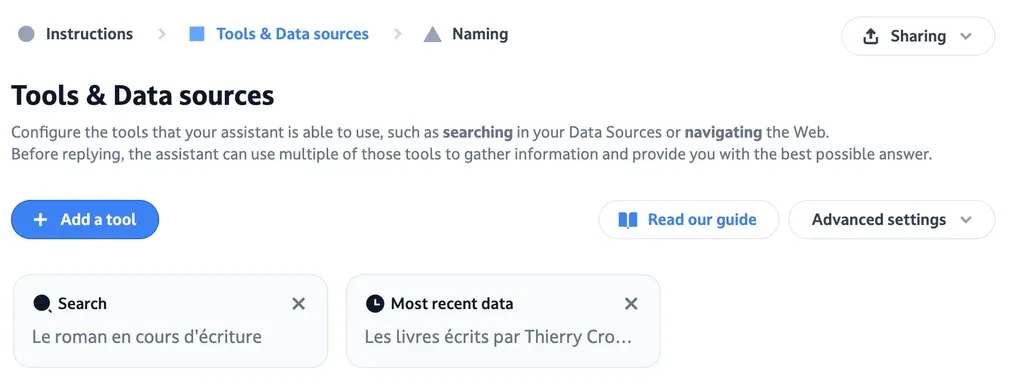 Instructions
Tools & Data sources
Naming
Sharing
Tools & Data sources
Configure the tools that your assistant is able to use, such as searching in your Data Sources or navigating the Web.
Before replying, the assistant can use multiple of those tools to gather information and provide you with the best possible answer.
Add a tool
Read our guide
Advanced settings
Search
Le roman en cours d'écriture
Most recent data
Les livres écrits par Thierry Cro...